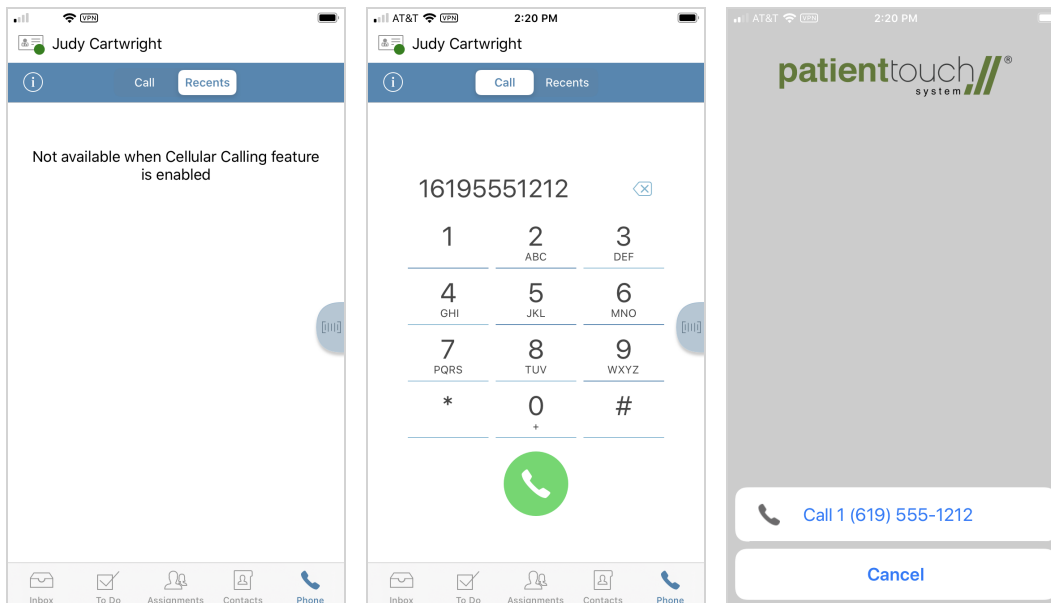 VPN
Judy Cartwright
i
Call Recents
Not available when Cellular Calling feature
is enabled
Inbox To Do Assignments Contacts Phone
AT&T VPN 2:20 PM
Judy Cartwright
i
Call Recents
16195551212
1 2 3
ABC DEF
4 5 6
GHI JKL MNO
7 8 9
PQRS TUV WXYZ
* 0 #
+
Inbox To Do Assignments Contacts Phone
AT&T VPN 2:20 PM
patienttouch®
system
Call 1 (619) 555-1212
Cancel